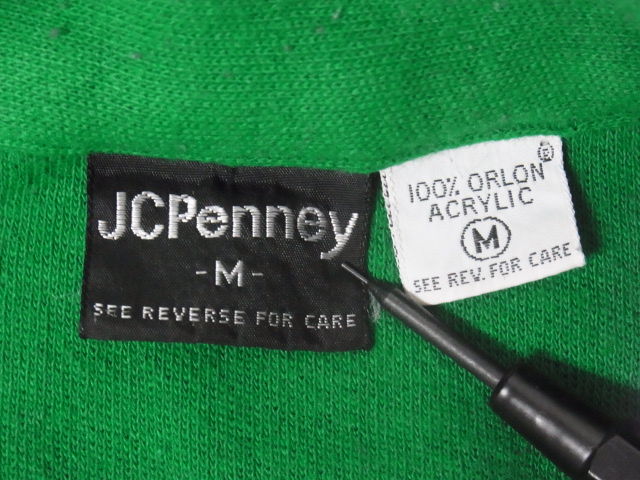 JCPenney
-M-
SEE REVERSE FOR CARE
100% ORLON®
ACRYLIC
M
SEE REV. FOR CARE